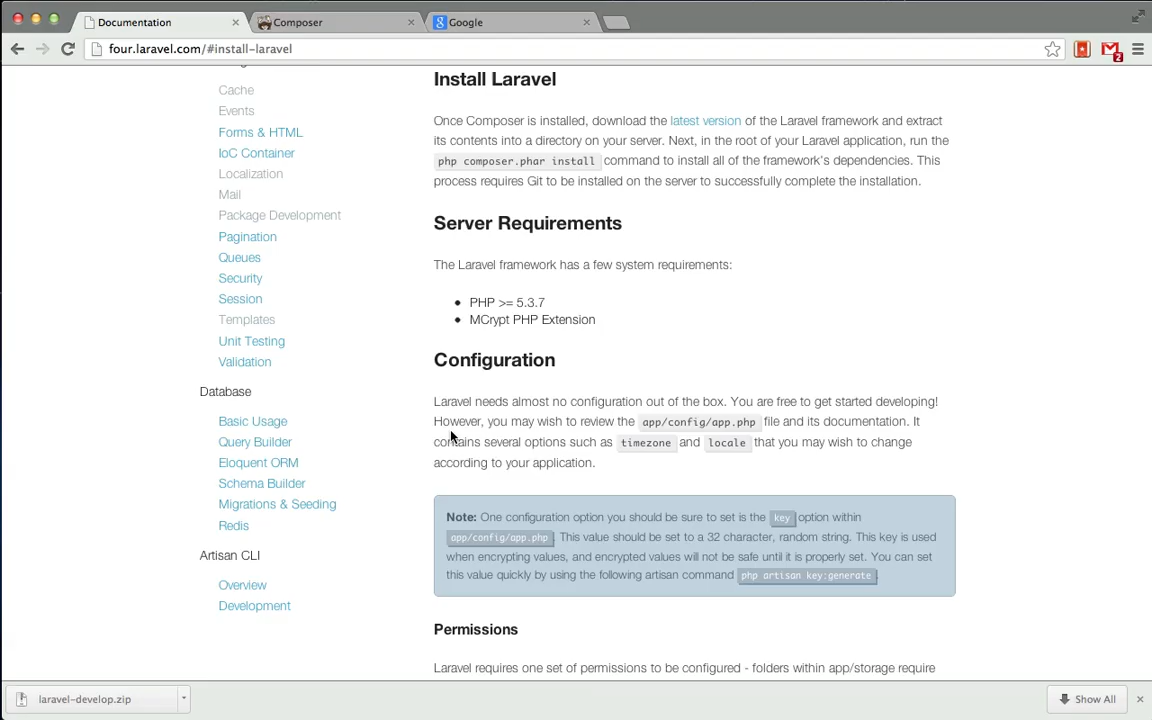 Documentation
Composer
Google
four.laravel.com/#install-laravel
2
Cache
Events
Forms & HTML
IoC Container
Localization
Mail
Package Development
Pagination
Queues
Security
Session
Templates
Unit Testing
Validation
Database
Basic Usage
Query Builder
Eloquent ORM
Schema Builder
Migrations & Seeding
Redis
Artisan CLI
Overview
Development
Install Laravel
Once Composer is installed, download the latest version of the Laravel framework and extract
its contents into a directory on your server. Next, in the root of your Laravel application, run the
php composer.phar install command to install all of the framework's dependencies. This
process requires Git to be installed on the server to successfully complete the installation.
Server Requirements
The Laravel framework has a few system requirements:
• PHP >= 5.3.7
• MCrypt PHP Extension
Configuration
Laravel needs almost no configuration out of the box. You are free to get started developing!
However, you may wish to review the app/config/app.php file and its documentation. It
contains several options such as timezone and locale that you may wish to change
according to your application.
Note: One configuration option you should be sure to set is the key option within
app/config/app.php. This value should be set to a 32 character, random string. This key is used
when encrypting values, and encrypted values will not be safe until it is properly set. You can set
this value quickly by using the following artisan command php artisan key:generate.
Permissions
Laravel requires one set of permissions to be configured - folders within app/storage require
laravel-develop.zip
Show All